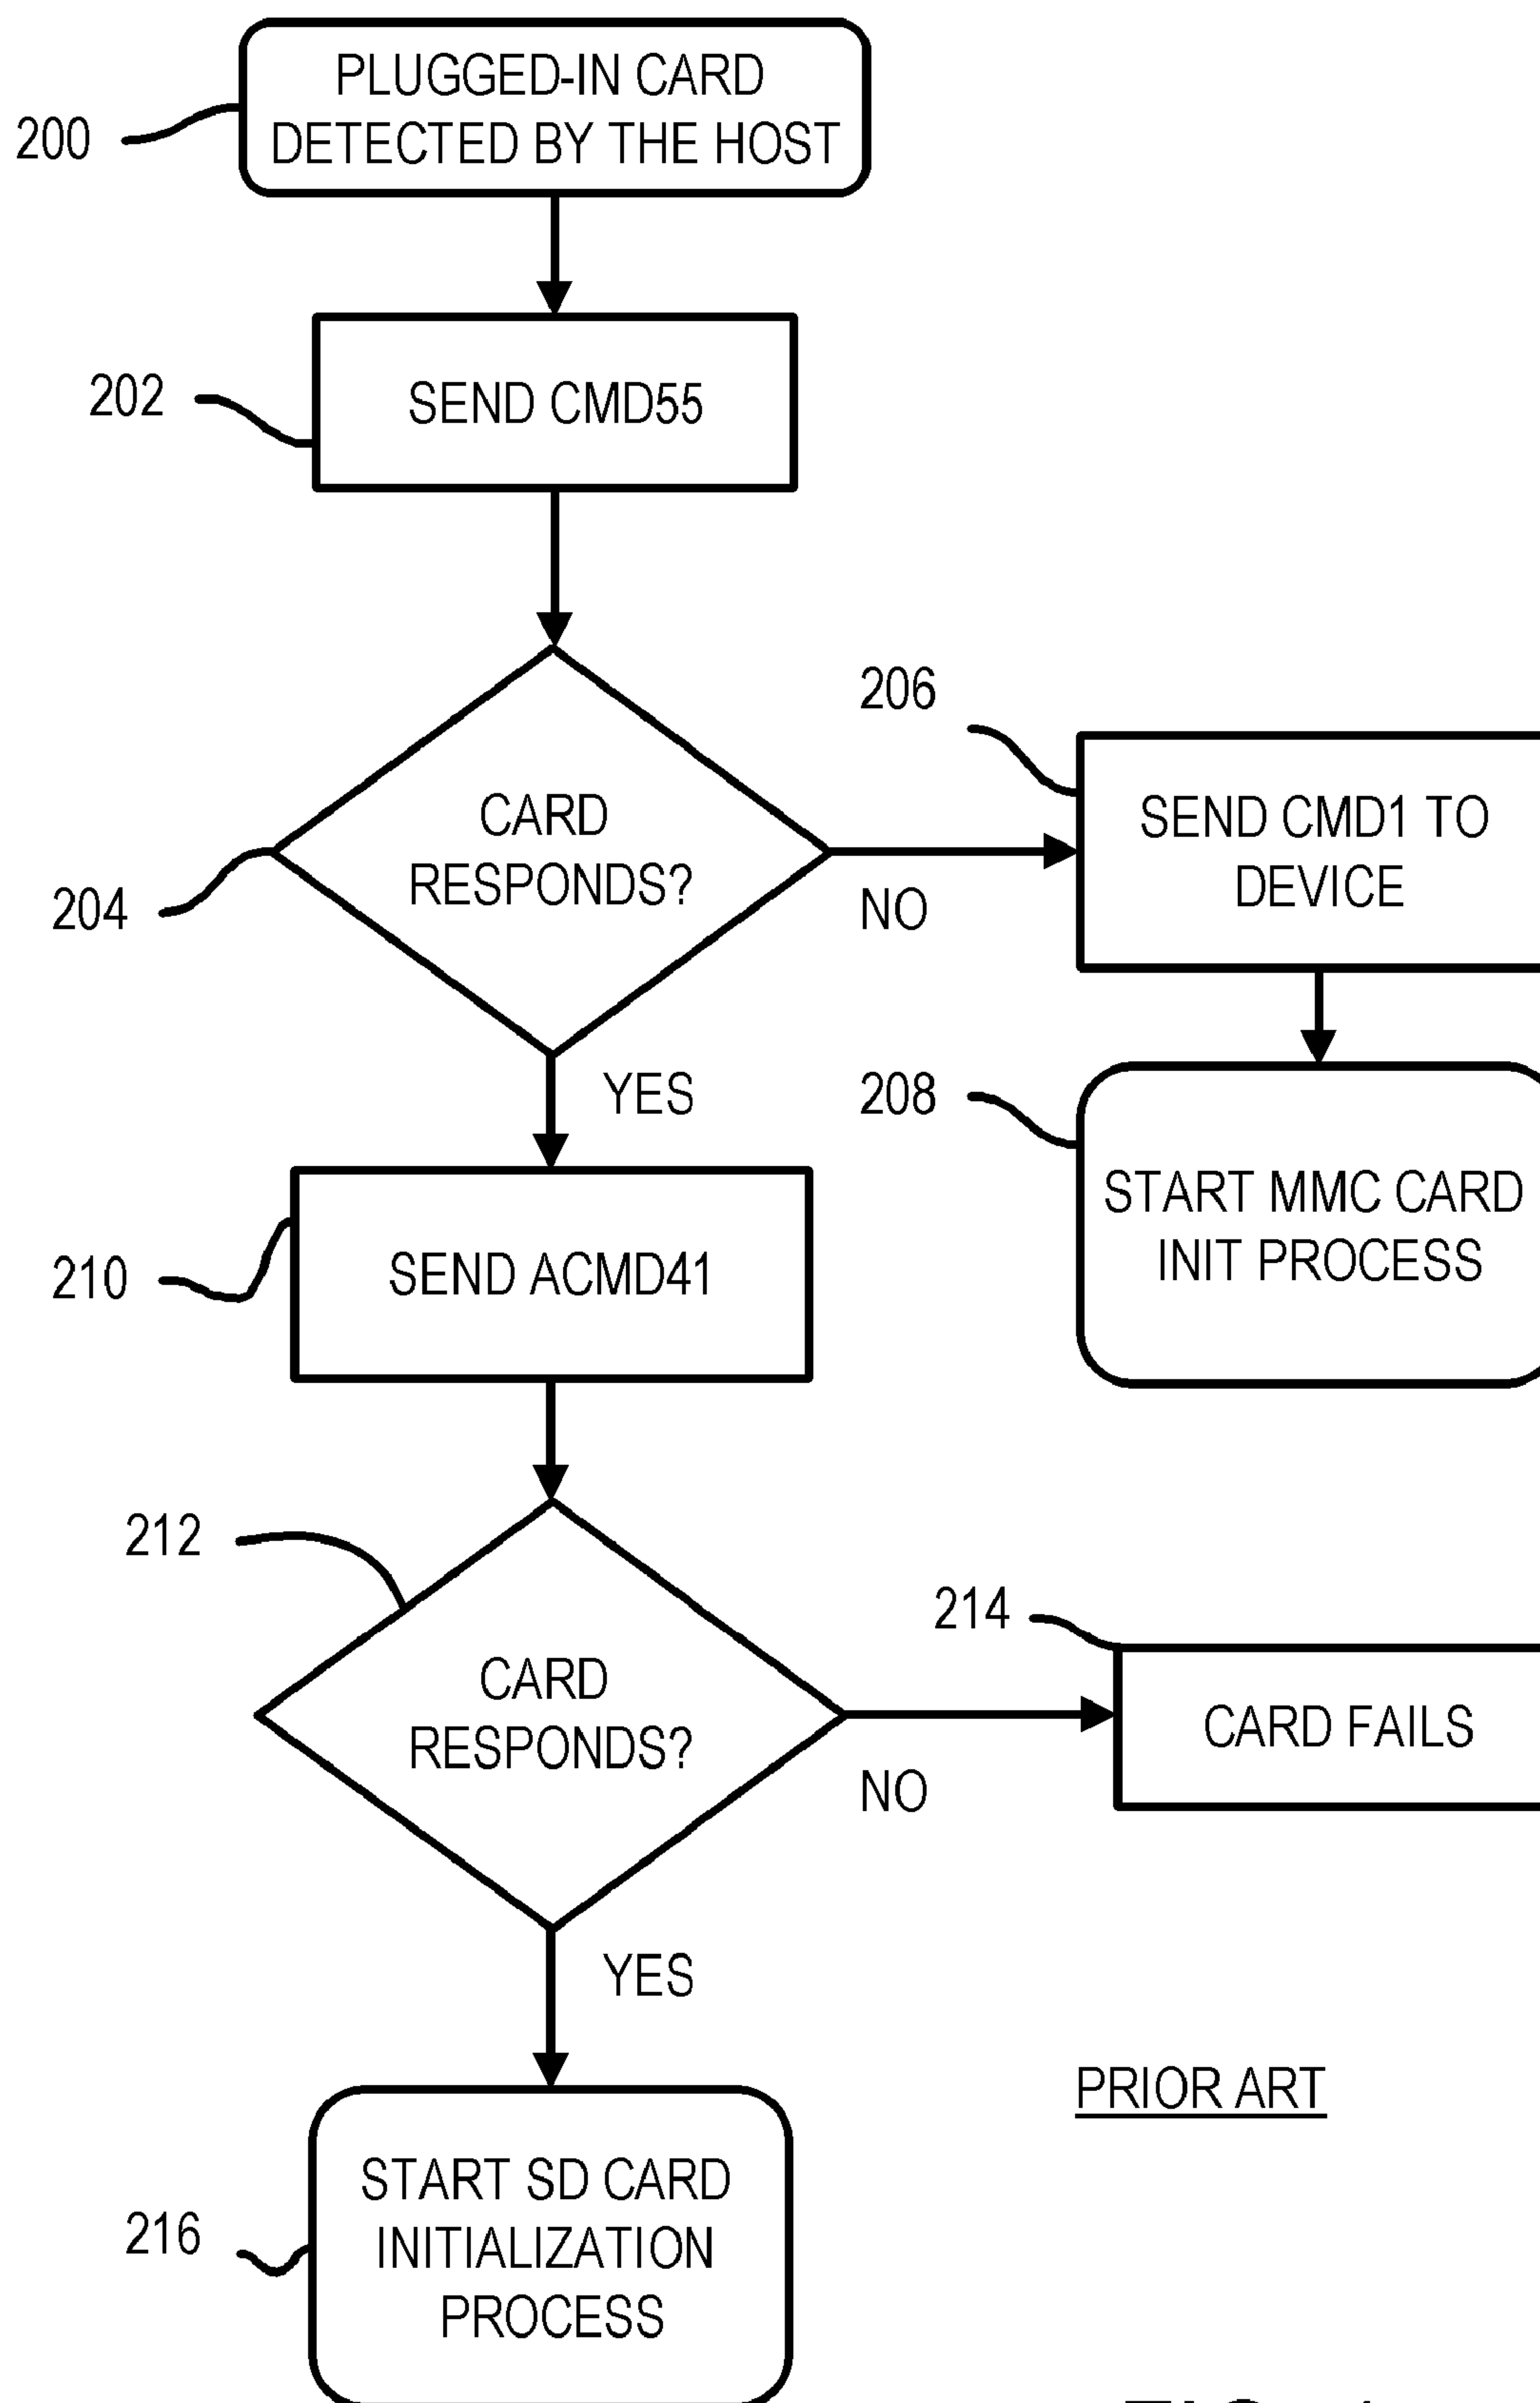 PLUGGED-IN CARD
DETECTED BY THE HOST
200
SEND CMD55
202
206
CARD
RESPONDS?
204
NO
SEND CMD1 TO
DEVICE
YES
208
START MMC CARD
INIT PROCESS
SEND ACMD41
210
212
214
CARD
RESPONDS?
NO
CARD FAILS
YES
PRIOR ART
START SD CARD
INITIALIZATION
PROCESS
216